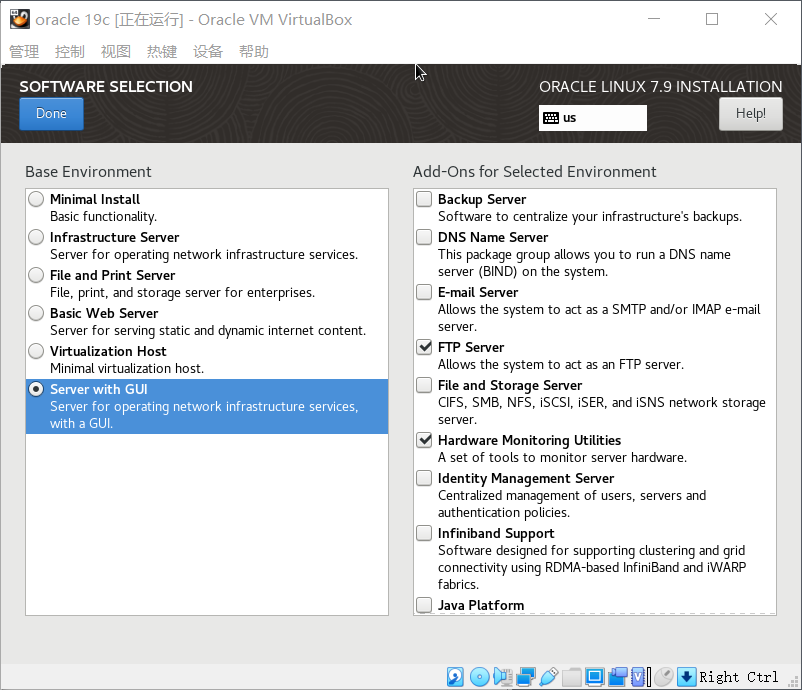 oracle 19c [正在运行] - Oracle VM VirtualBox
管理 控制 视图 热键 设备 帮助
SOFTWARE SELECTION
Done
ORACLE LINUX 7.9 INSTALLATION
us
Help!
Base Environment
Minimal Install
Basic functionality.
Infrastructure Server
Server for operating network infrastructure services.
File and Print Server
File, print, and storage server for enterprises.
Basic Web Server
Server for serving static and dynamic internet content.
Virtualization Host
Minimal virtualization host.
Server with GUI
Server for operating network infrastructure services,
with a GUI.
Add-Ons for Selected Environment
Backup Server
Software to centralize your infrastructure's backups.
DNS Name Server
This package group allows you to run a DNS name
server (BIND) on the system.
E-mail Server
Allows the system to act as a SMTP and/or IMAP e-mail
server.
FTP Server
Allows the system to act as an FTP server.
File and Storage Server
CIFS, SMB, NFS, iSCSI, iSER, and iSNS network storage
server.
Hardware Monitoring Utilities
A set of tools to monitor server hardware.
Identity Management Server
Centralized management of users, servers and
authentication policies.
Infiniband Support
Software designed for supporting clustering and grid
connectivity using RDMA-based InfiniBand and iWARP
fabrics.
Java Platform
Right Ctrl